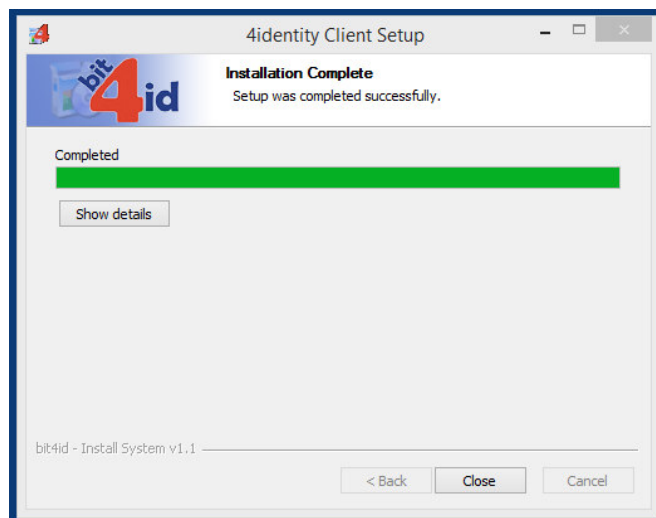 4
4identity Client Setup
bit
4id
Installation Complete
Setup was completed successfully.
Completed
Show details
bit4id - Install System v1.1
< Back
Close
Cancel